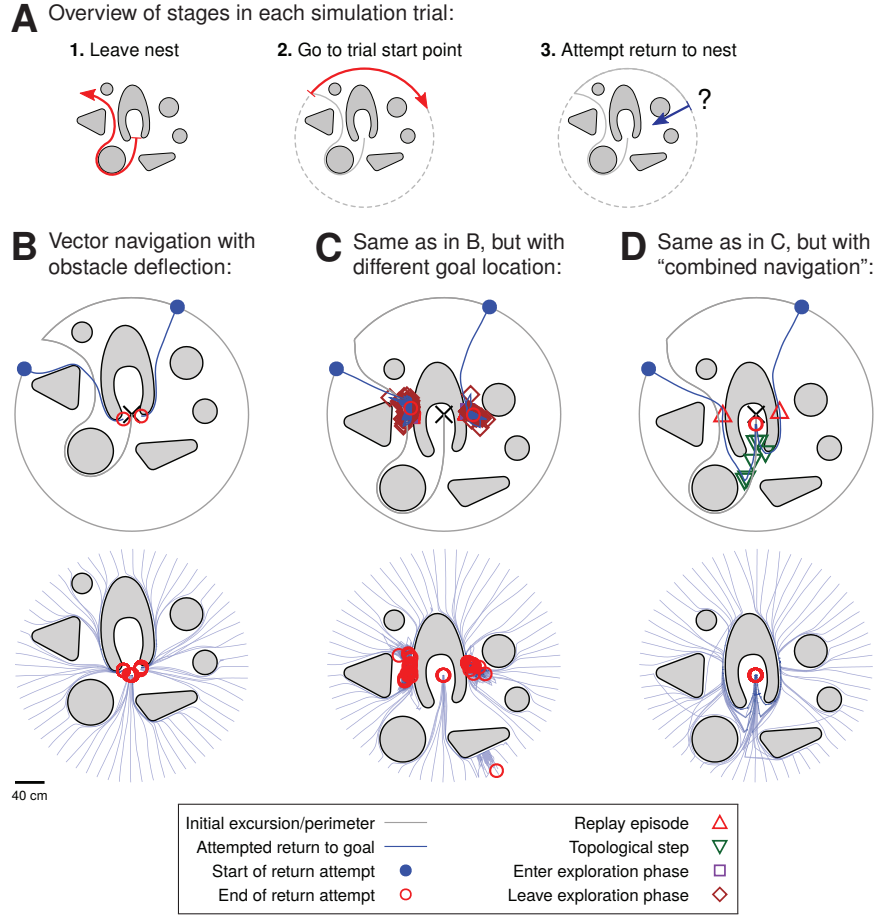 A Overview of stages in each simulation trial:
1. Leave nest
2. Go to trial start point
3. Attempt return to nest
?
B Vector navigation with
obstacle deflection:
C Same as in B, but with
different goal location:
D Same as in C, but with
“combined navigation”:
40 cm
Initial excursion/perimeter
Attempted return to goal
Start of return attempt
End of return attempt
Replay episode
Topological step
Enter exploration phase
Leave exploration phase